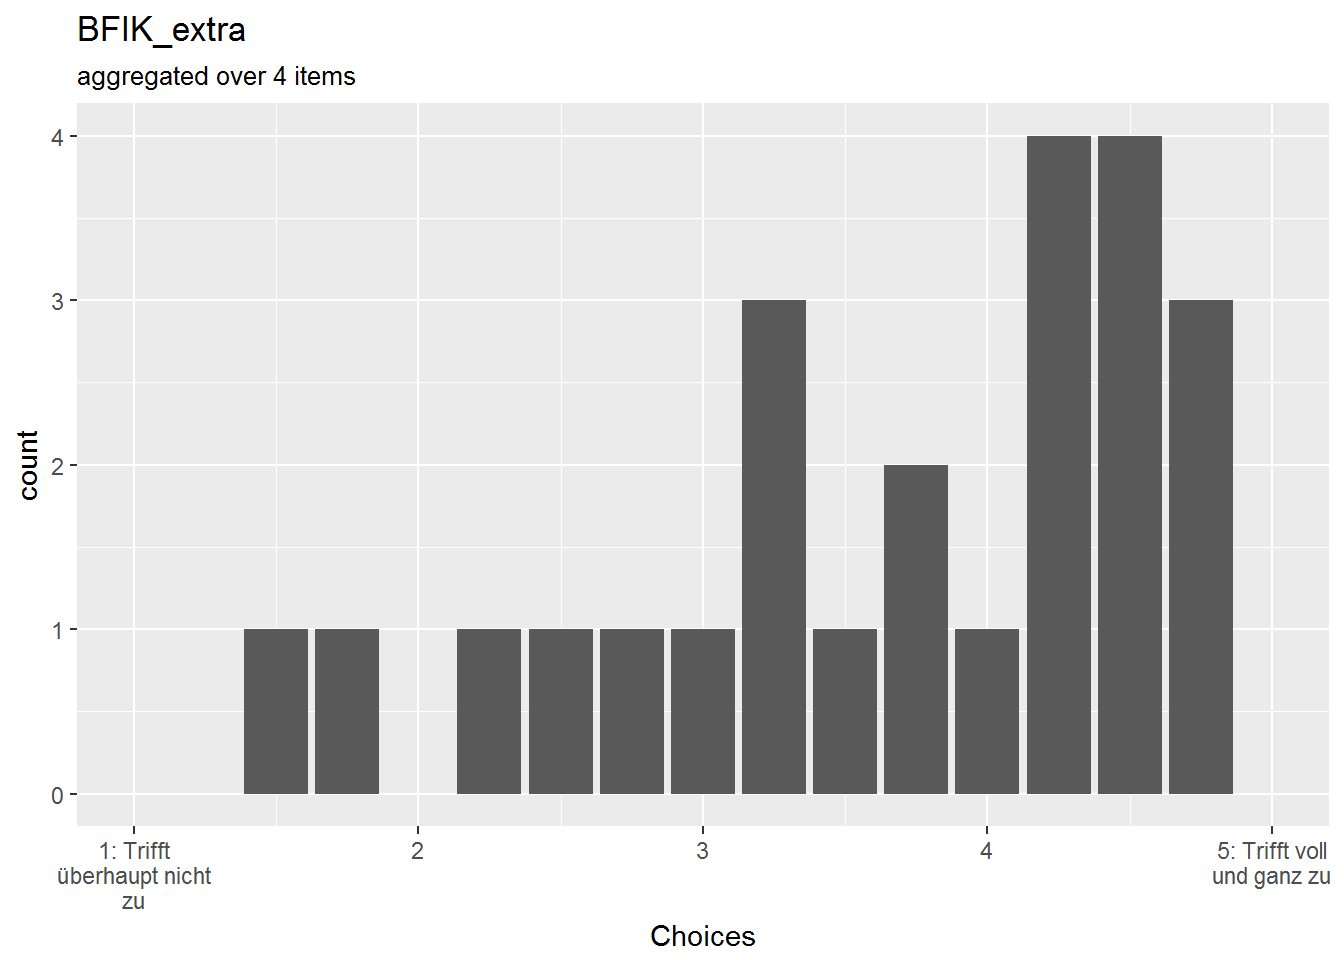 BFIK_extra
aggregated over 4 items
4
3
2
1
0
count
1: Trifft
überhaupt nicht
zu
2
3
4
5: Trifft voll
und ganz zu
Choices